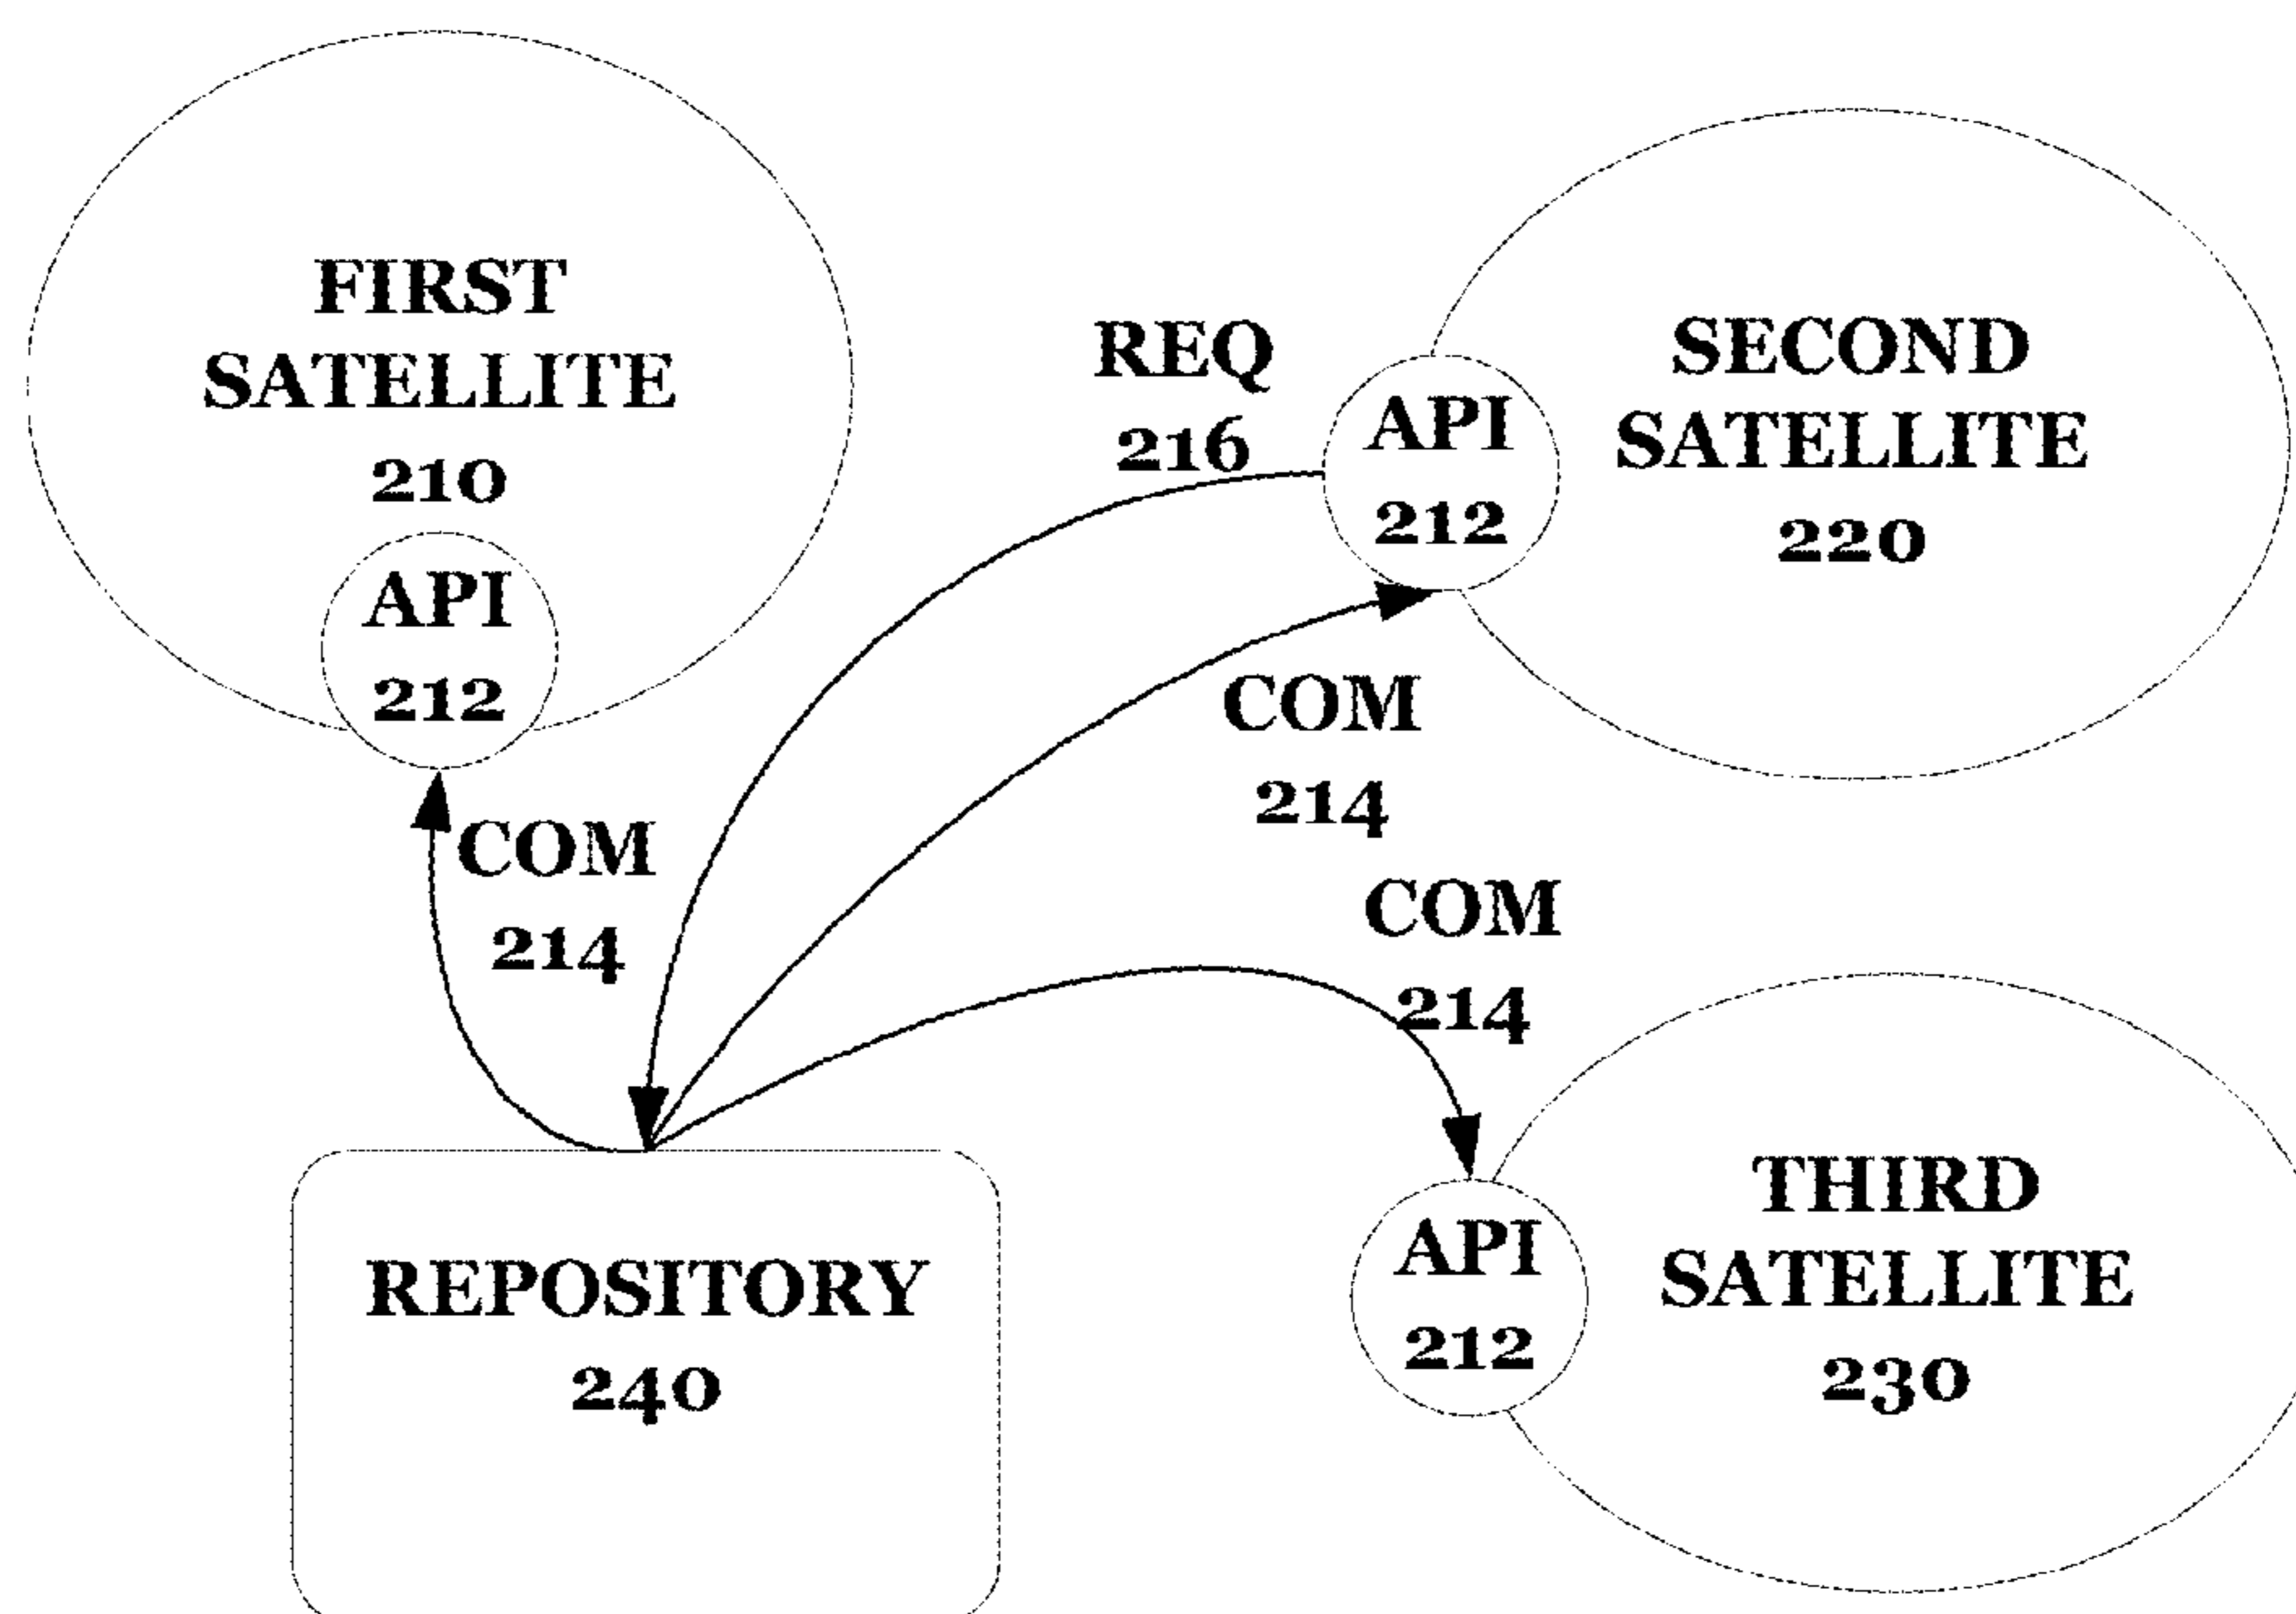 FIRST
SATELLITE
210
API
212
REQ
216
API
212
SECOND
SATELLITE
220
COM
214
COM
214
COM
214
REPOSITORY
240
API
212
THIRD
SATELLITE
230